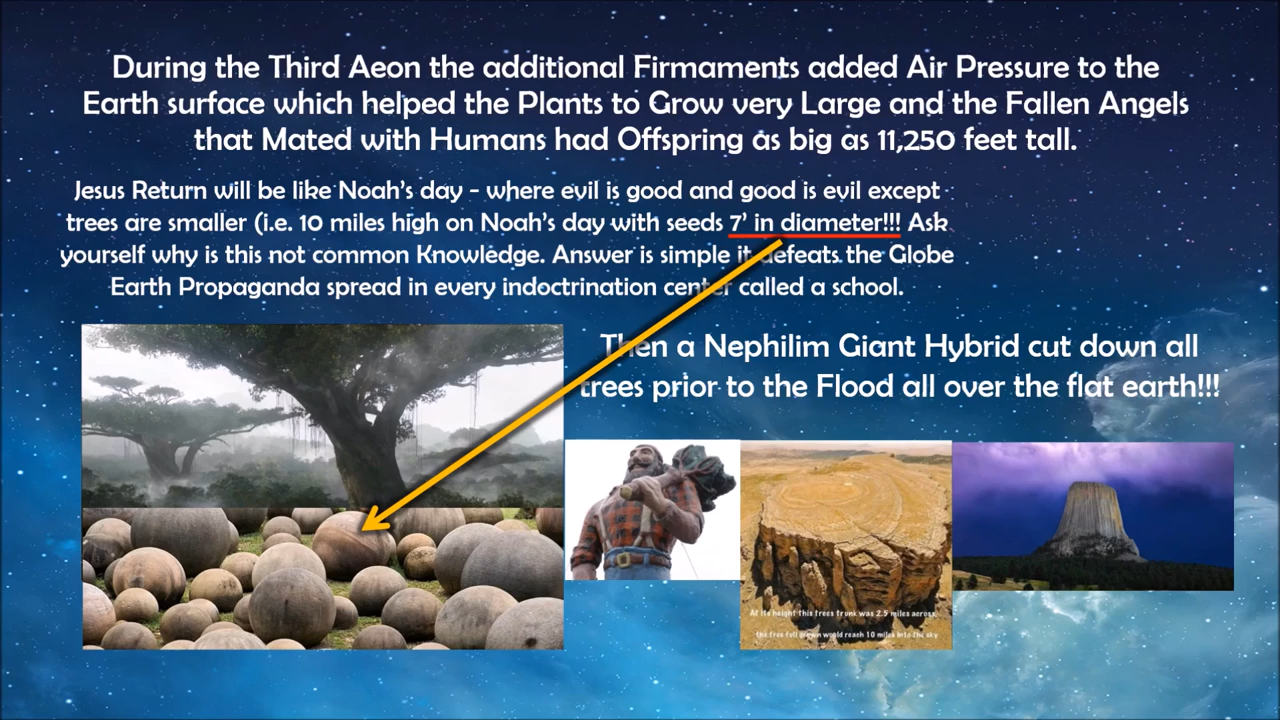 During the Third Aeon the additional Firmaments added Air Pressure to the
Earth surface which helped the Plants to Grow very Large and the Fallen Angels
that Mated with Humans had Offspring as big as 11,250 feet tall.
Jesus Return will be like Noah's day - where evil is good and good is evil except
trees are smaller (i.e. 10 miles high on Noah's day with seeds 7' in diameter!!! Ask
yourself why is this not common Knowledge. Answer is simple it defeats the Globe
Earth Propaganda spread in every indoctrination center called a school.
Then a Nephilim Giant Hybrid cut down all
trees prior to the Flood all over the flat earth!!!
At its height this trees trunk was 2.5 miles across,
the tree full grown would reach 10 miles into the sky